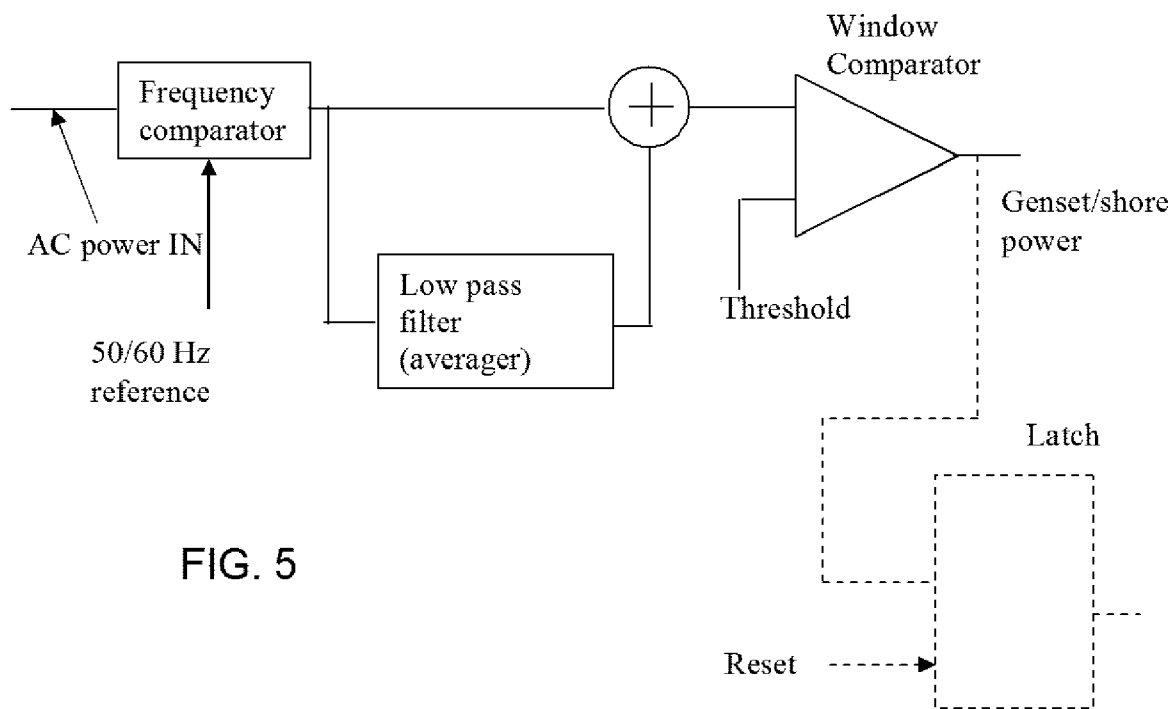 Window
Comparator
Frequency
comparator
+
AC power IN
Genset/shore
power
Low pass
filter
(averager)
Threshold
50/60 Hz
reference
Latch
FIG. 5
Reset